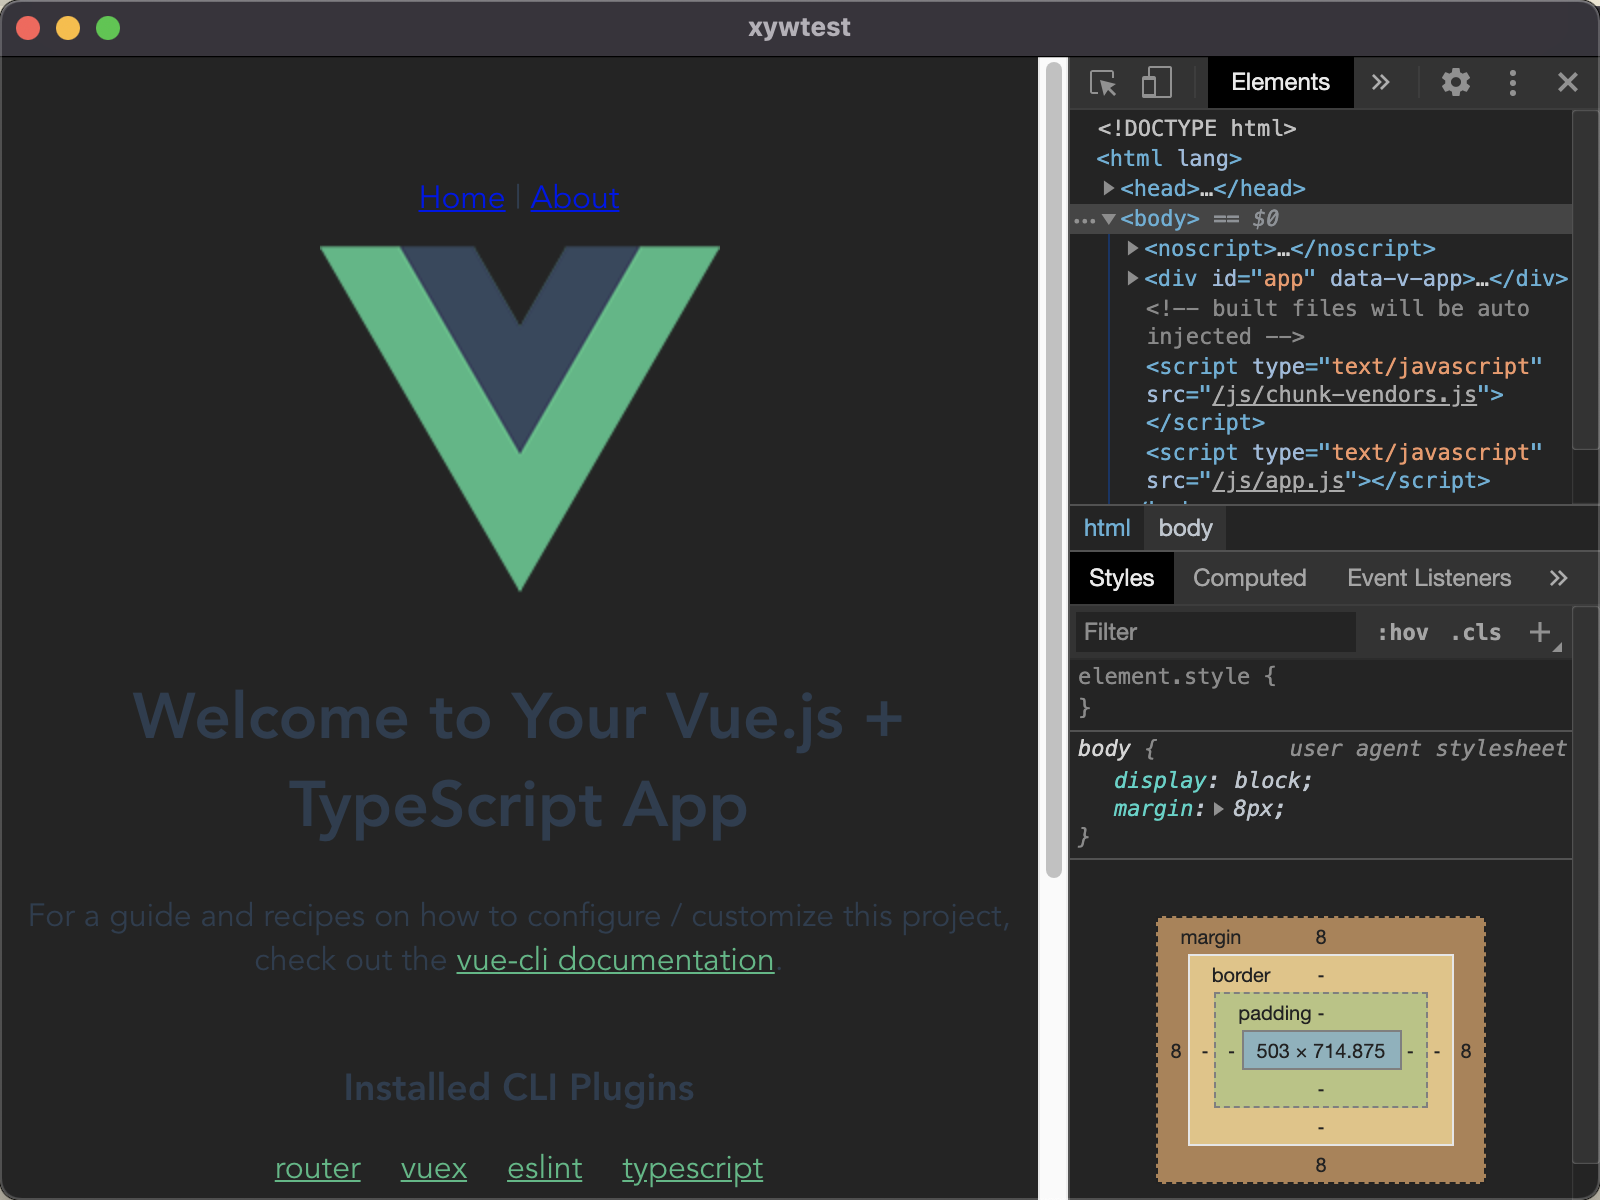 xywtest
Home | About
Welcome to Your Vue.js +
TypeScript App
For a guide and recipes on how to configure / customize this project,
check out the vue-cli documentation.
Installed CLI Plugins
router vuex eslint typescript
Elements
<!DOCTYPE html>
<html lang>
<head>…</head>
<body> == $0
<noscript>…</noscript>
<div id="app" data-v-app>…</div>
<!-- built files will be auto
injected -->
<script type="text/javascript"
src="/js/chunk-vendors.js">
</script>
<script type="text/javascript"
src="/js/app.js"></script>
html body
Styles Computed Event Listeners
Filter :hov .cls +
element.style {
}
body { user agent stylesheet
display: block;
margin: 8px;
}
margin 8
border -
padding -
8 - - 503 × 714.875 - - 8
-
-
8